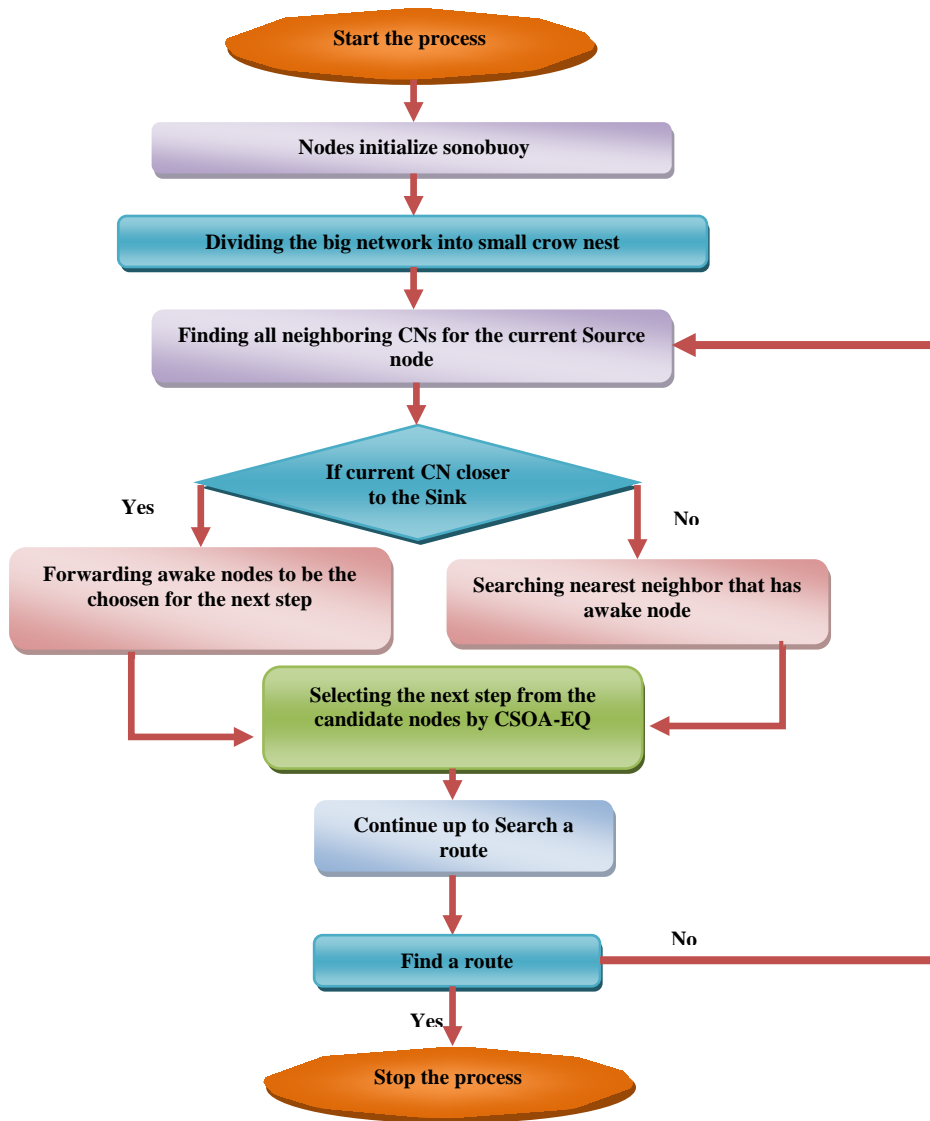 Start the process
Nodes initialize sonobuoy
Dividing the big network into small crow nest
Finding all neighboring CNs for the current Source
node
If current CN closer
to the Sink
Yes
No
Forwarding awake nodes to be the
choosen for the next step
Searching nearest neighbor that has
awake node
Selecting the next step from the
candidate nodes by CSOA-EQ
Continue up to Search a
route
No
Find a route
Yes
Stop the process